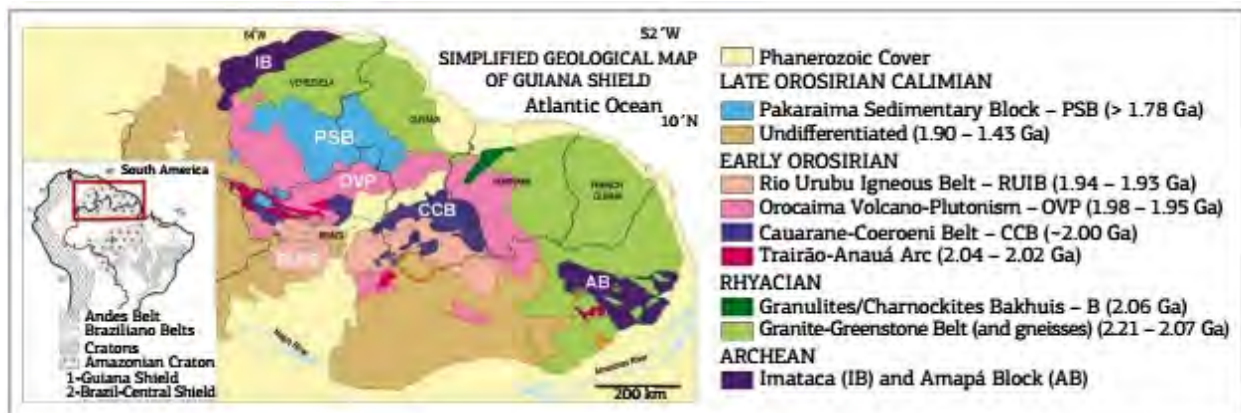 64°W
52°W
SIMPLIFIED GEOLOGICAL MAP
OF GUIANA SHIELD
Atlantic Ocean
10°N
IB
VENEZUELA
GUYANA
PSB
OVP
CCB
SURINAME
FRENCH
GUIANA
BRAZIL
RUIB
AB
Amazonas River
200 km
South America
1
2
Andes Belt
Braziliano Belts
Cratons
Amazonian Craton
1-Guiana Shield
2-Brazil-Central Shield
Phanerozoic Cover
LATE OROSIRIAN CALIMIAN
Pakaraima Sedimentary Block – PSB (> 1.78 Ga)
Undifferentiated (1.90 – 1.43 Ga)
EARLY OROSIRIAN
Rio Urubu Igneous Belt – RUIB (1.94 – 1.93 Ga)
Orocaima Volcano-Plutonism – OVP (1.98 – 1.95 Ga)
Cauarane-Coeroeni Belt – CCB (~2.00 Ga)
Trairão-Anauá Arc (2.04 – 2.02 Ga)
RHYACIAN
Granulites/Charnockites Bakhuis – B (2.06 Ga)
Granite-Greenstone Belt (and gneisses) (2.21 – 2.07 Ga)
ARCHEAN
Imataca (IB) and Amapá Block (AB)